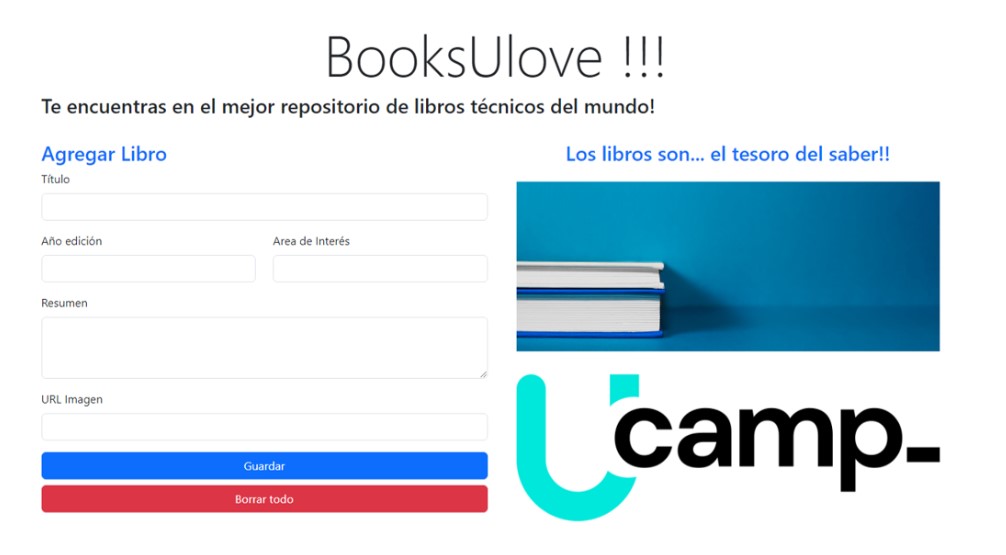 BooksUlove !!!
Te encuentras en el mejor repositorio de libros técnicos del mundo!
Agregar Libro
Título
Año edición
Area de Interés
Resumen
URL Imagen
Guardar
Borrar todo
Los libros son... el tesoro del saber!!
Ucamp_